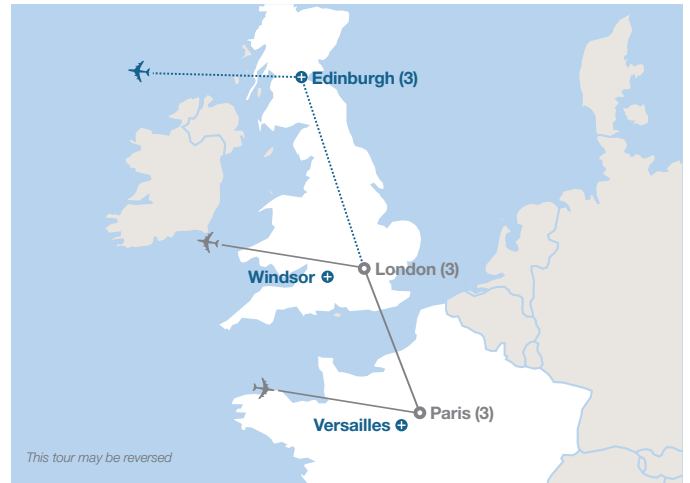 Edinburgh (3)
London (3)
Windsor
Paris (3)
Versailles
This tour may be reversed